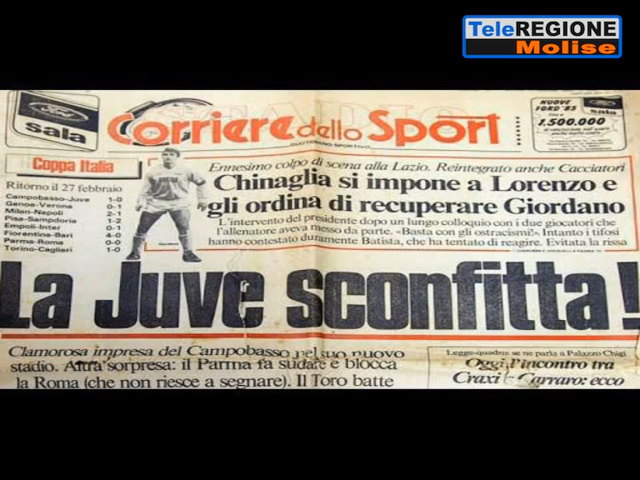 TeleREGIONE
Molise
Ford
sala
Corriere dello Sport
QUOTIDIANO SPORTIVO
NUOVE
FORD '85
1.500.000
Ford
sala
Coppa Italia
Ritorno il 27 febbraio
Campobasso-Juve 1-0
Genoa-Verona 0-1
Milan-Napoli 2-1
Pisa-Sampdoria 1-2
Empoli-Inter 0-1
Fiorentina-Bari 4-0
Parma-Roma 0-0
Torino-Cagliari 1-0
Ennesimo colpo di scena alla Lazio. Reintegrato anche Cacciatori
Chinaglia si impone a Lorenzo e
gli ordina di recuperare Giordano
L'intervento del presidente dopo un lungo colloquio con i due giocatori che
l'allenatore aveva messo da parte. «Basta con gli ostracismi!» Intanto i tifosi
hanno contestato duramente Batista, che ha tentato di reagire. Evitata la rissa
La Juve sconfitta!
Clamorosa impresa del Campobasso nel suo nuovo
stadio. Altra sorpresa: il Parma fa sudare e blocca
la Roma (che non riesce a segnare). Il Toro batte
Legge-quadro: se ne parla a Palazzo Chigi
Oggi l'incontro tra
Craxi e Carraro: ecco